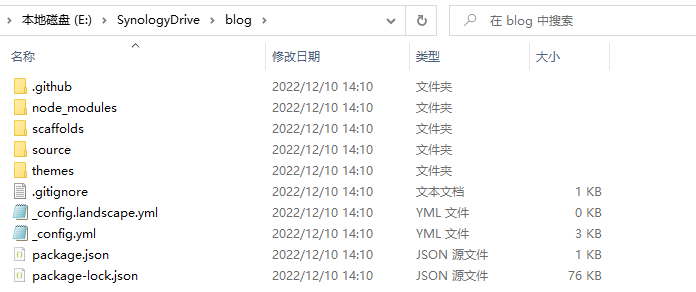 本地磁盘 (E:) SynologyDrive blog 在 blog 中搜索
名称 修改日期 类型 大小
.github 2022/12/10 14:10 文件夹
node_modules 2022/12/10 14:10 文件夹
scaffolds 2022/12/10 14:10 文件夹
source 2022/12/10 14:10 文件夹
themes 2022/12/10 14:10 文件夹
.gitignore 2022/12/10 14:10 文本文档 1 KB
_config.landscape.yml 2022/12/10 14:10 YML 文件 0 KB
_config.yml 2022/12/10 14:10 YML 文件 3 KB
package.json 2022/12/10 14:10 JSON 源文件 1 KB
package-lock.json 2022/12/10 14:10 JSON 源文件 76 KB